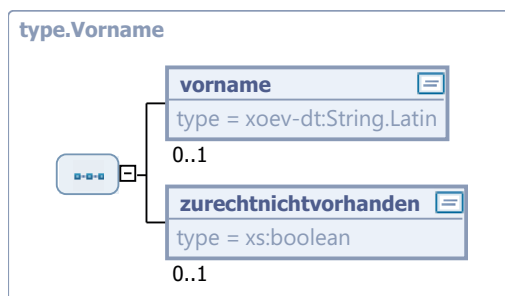 type.Vorname
vorname
type = xoev-dt:String.Latin
0..1
zurechtnichtvorhanden
type = xs:boolean
0..1